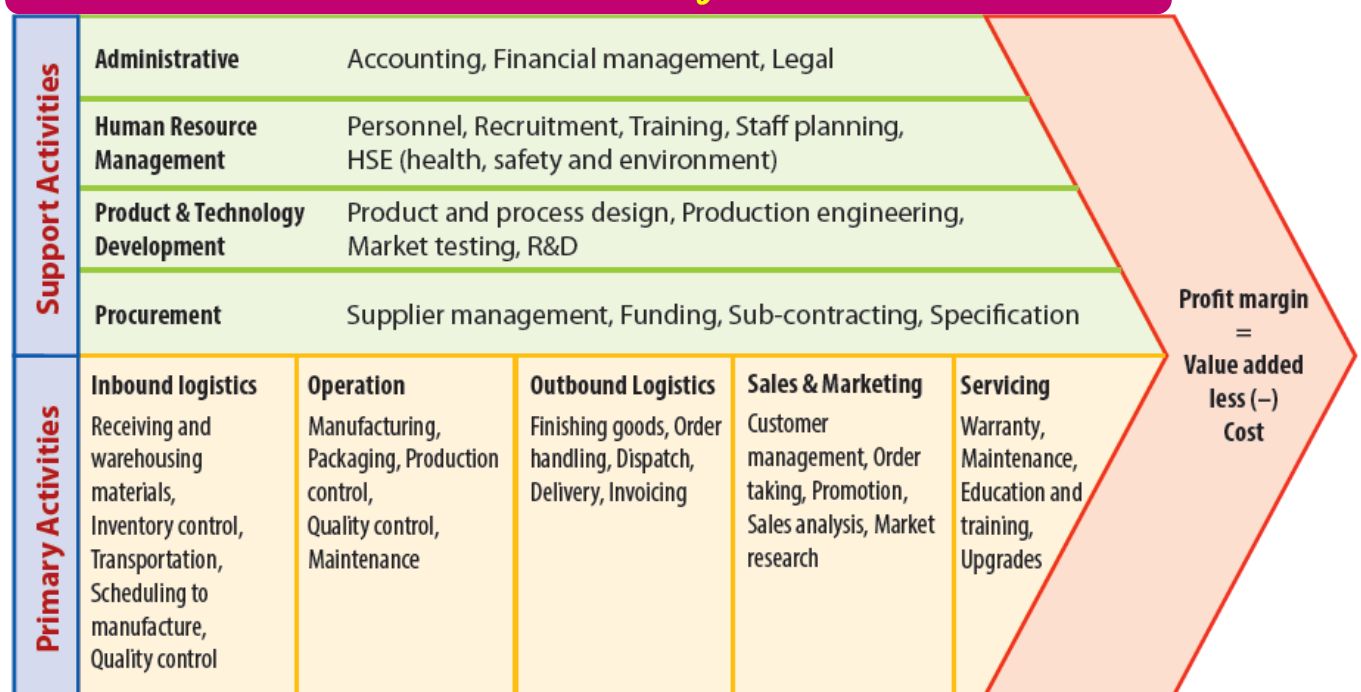 Support Activities
Administrative
Accounting, Financial management, Legal
Human Resource
Management
Personnel, Recruitment, Training, Staff planning,
HSE (health, safety and environment)
Product & Technology
Development
Product and process design, Production engineering,
Market testing, R&D
Procurement
Supplier management, Funding, Sub-contracting, Specification
Primary Activities
Inbound logistics
Receiving and
warehousing
materials,
Inventory control,
Transportation,
Scheduling to
manufacture,
Quality control
Operation
Manufacturing,
Packaging, Production
control,
Quality control,
Maintenance
Outbound Logistics
Finishing goods, Order
handling, Dispatch,
Delivery, Invoicing
Sales & Marketing
Customer
management, Order
taking, Promotion,
Sales analysis, Market
research
Servicing
Warranty,
Maintenance,
Education and
training,
Upgrades
Profit margin
=
Value added
less (–)
Cost